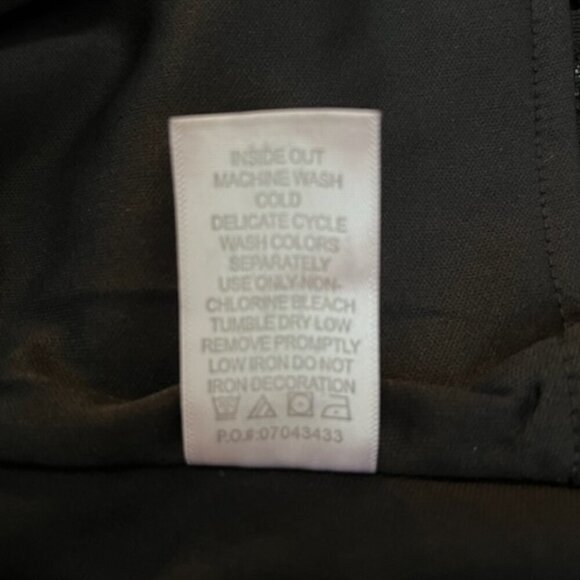 INSIDE OUT
MACHINE WASH
COLD
DELICATE CYCLE
WASH COLORS
SEPARATELY
USE ONLY NON-
CHLORINE BLEACH
TUMBLE DRY LOW
REMOVE PROMPTLY
LOW IRON DO NOT
IRON DECORATION
P.O.#:07043433